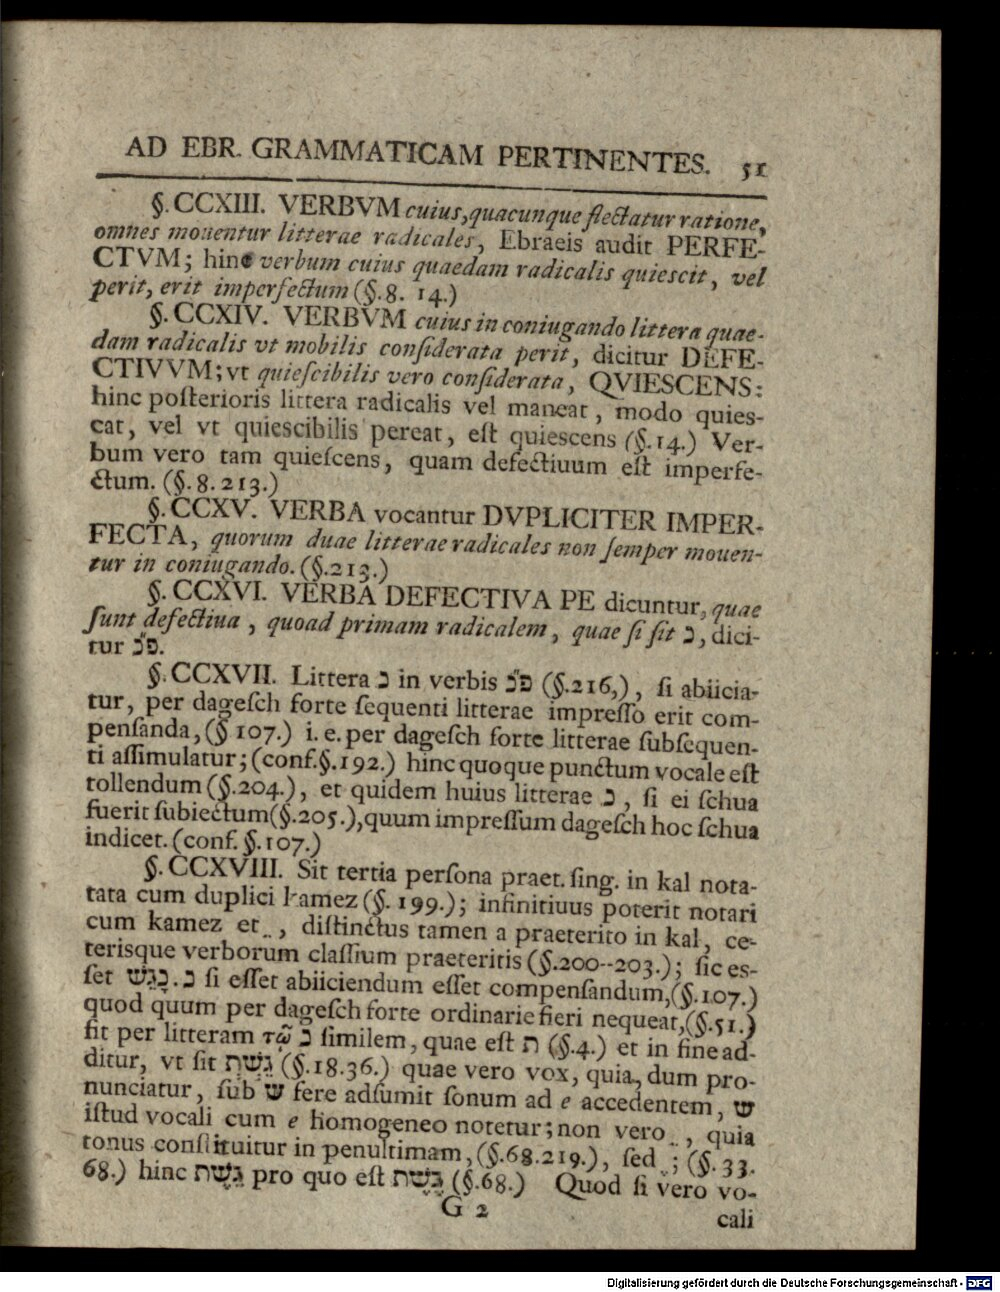 AD EBR. GRAMMATICAM PERTINENTES. 51
§. CCXIII. VERBVM cuius, quacunque flectatur ratione,
omnes mouentur litterae radicales, Ebraeis audit PERFE-
CTVM; hinc verbum cuius quaedam radicalis quiescit, vel
perit, erit imperfectum (§. 8. 14.)
§. CCXIV. VERBVM cuius in coniugando littera quae-
dam radicalis vt mobilis conſiderata perit, dicitur DEFE-
CTIVVM; vt quieſcibilis vero conſiderata, QVIESCENS:
hinc poſterioris littera radicalis vel maneat, modo quies-
cat, vel vt quiescibilis pereat, eſt quiescens (§. 14.) Ver-
bum vero tam quieſcens, quam defectiuum eſt imperfe-
ctum. (§. 8. 213.)
§. CCXV. VERBA vocantur DVPLICITER IMPER-
FECTA, quorum duae litterae radicales non ſemper mouen-
tur in coniugando. (§. 213.)
§. CCXVI. VERBA DEFECTIVA PE dicuntur, quae
ſunt defectiua, quoad primam radicalem, quae ſi ſit נ, dici-
tur פ״נ.
§. CCXVII. Littera נ in verbis פ״נ (§. 216,), ſi abiicia-
tur, per dageſch forte ſequenti litterae impreſſo erit com-
penſanda, (§ 107.) i. e. per dageſch forte litterae ſubſequen-
ti aſſimulatur; (conf. §. 192.) hinc quoque punctum vocale eſt
tollendum (§. 204.), et quidem huius litterae נ, ſi ei ſchua
fuerit ſubiectum (§. 205.), quum impreſſum dageſch hoc ſchua
indicet. (conf. §. 107.)
§. CCXVIII. Sit tertia perſona praet. ſing. in kal nota-
tata cum duplici kamez (§. 199.); infinitiuus poterit notari
cum kamez et ֵ, diſtinctus tamen a praeterito in kal, ce-
terisque verborum claſſium praeteritis (§. 200--203.); ſic es-
ſet נָגֵשׁ. נ ſi eſſet abiiciendum eſſet compenſandum, (§. 107.)
quod quum per dageſch forte ordinarie fieri nequeat, (§. 51.)
fit per litteram τῷ נ ſimilem, quae eſt ת (§. 4.) et in fine ad-
ditur, vt ſit גֵּשְׁתְ (§. 18. 36.) quae vero vox, quia, dum pro-
nunciatur, ſub ש fere adſumit ſonum ad e accedentem, ש
iſtud vocali cum e homogeneo notetur; non vero ֵ, quia
tonus conſtituitur in penultimam, (§. 68. 219.), ſed ֶ; (§. 33.
68.) hinc גֵּשֶׁת pro quo eſt גֶּשֶׁת (§. 68.) Quod ſi vero vo-
G 2
cali
Digitalisierung gefördert durch die Deutsche Forschungsgemeinschaft - DFG